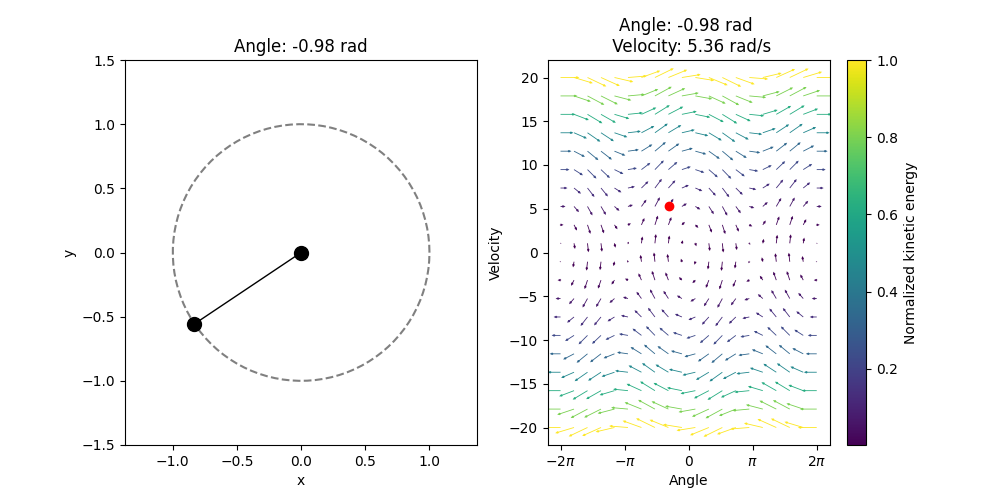 Angle: -0.98 rad
1.5
1.0
0.5
0.0
−0.5
−1.0
−1.5
y
−1.0
−0.5
0.0
0.5
1.0
x
Angle: -0.98 rad
Velocity: 5.36 rad/s
20
15
10
5
0
−5
−10
−15
−20
Velocity
−2π
−π
0
π
2π
Angle
1.0
0.8
0.6
0.4
0.2
Normalized kinetic energy